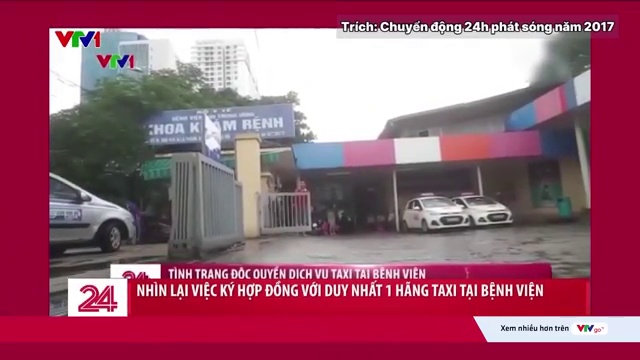 Trích: Chuyển động 24h phát sóng năm 2017
VTV1
VTV1
KHOA KHÁM BỆNH
24
TÌNH TRẠNG ĐỘC QUYỀN DỊCH VỤ TAXI TẠI BỆNH VIỆN
24
NHÌN LẠI VIỆC KÝ HỢP ĐỒNG VỚI DUY NHẤT 1 HÃNG TAXI TẠI BỆNH VIỆN
Xem nhiều hơn trên
VTVgo